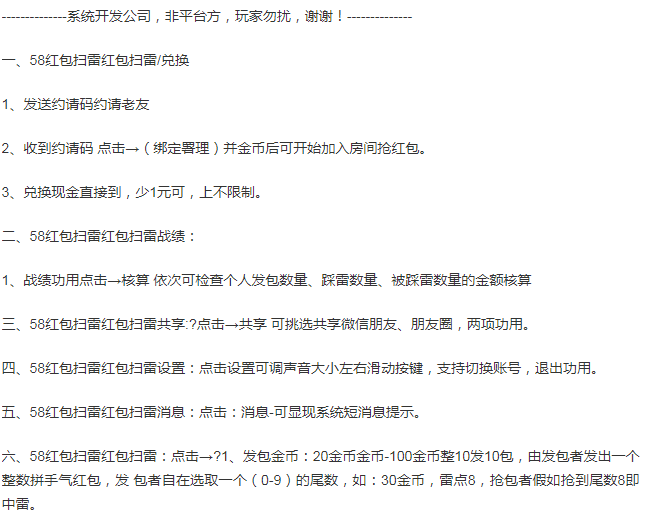 --------------系统开发公司，非平台方，玩家勿扰，谢谢！--------------
一、58红包扫雷红包扫雷/兑换
1、发送约请码约请老友
2、收到约请码 点击→（绑定署理）并金币后可开始加入房间抢红包。
3、兑换现金直接到，少1元可，上不限制。
二、58红包扫雷红包扫雷战绩：
1、战绩功用点击→核算 依次可检查个人发包数量、踩雷数量、被踩雷数量的金额核算
三、58红包扫雷红包扫雷共享:?点击→共享 可挑选共享微信朋友、朋友圈，两项功用。
四、58红包扫雷红包扫雷设置：点击设置可调声音大小左右滑动按键，支持切换账号，退出功用。
五、58红包扫雷红包扫雷消息：点击：消息-可显现系统短消息提示。
六、58红包扫雷红包扫雷：点击→?1、发包金币：20金币金币-100金币整10发10包，由发包者发出一个
整数拼手气红包，发 包者自在选取一个（0-9）的尾数，如：30金币，雷点8，抢包者假如抢到尾数8即
中雷。